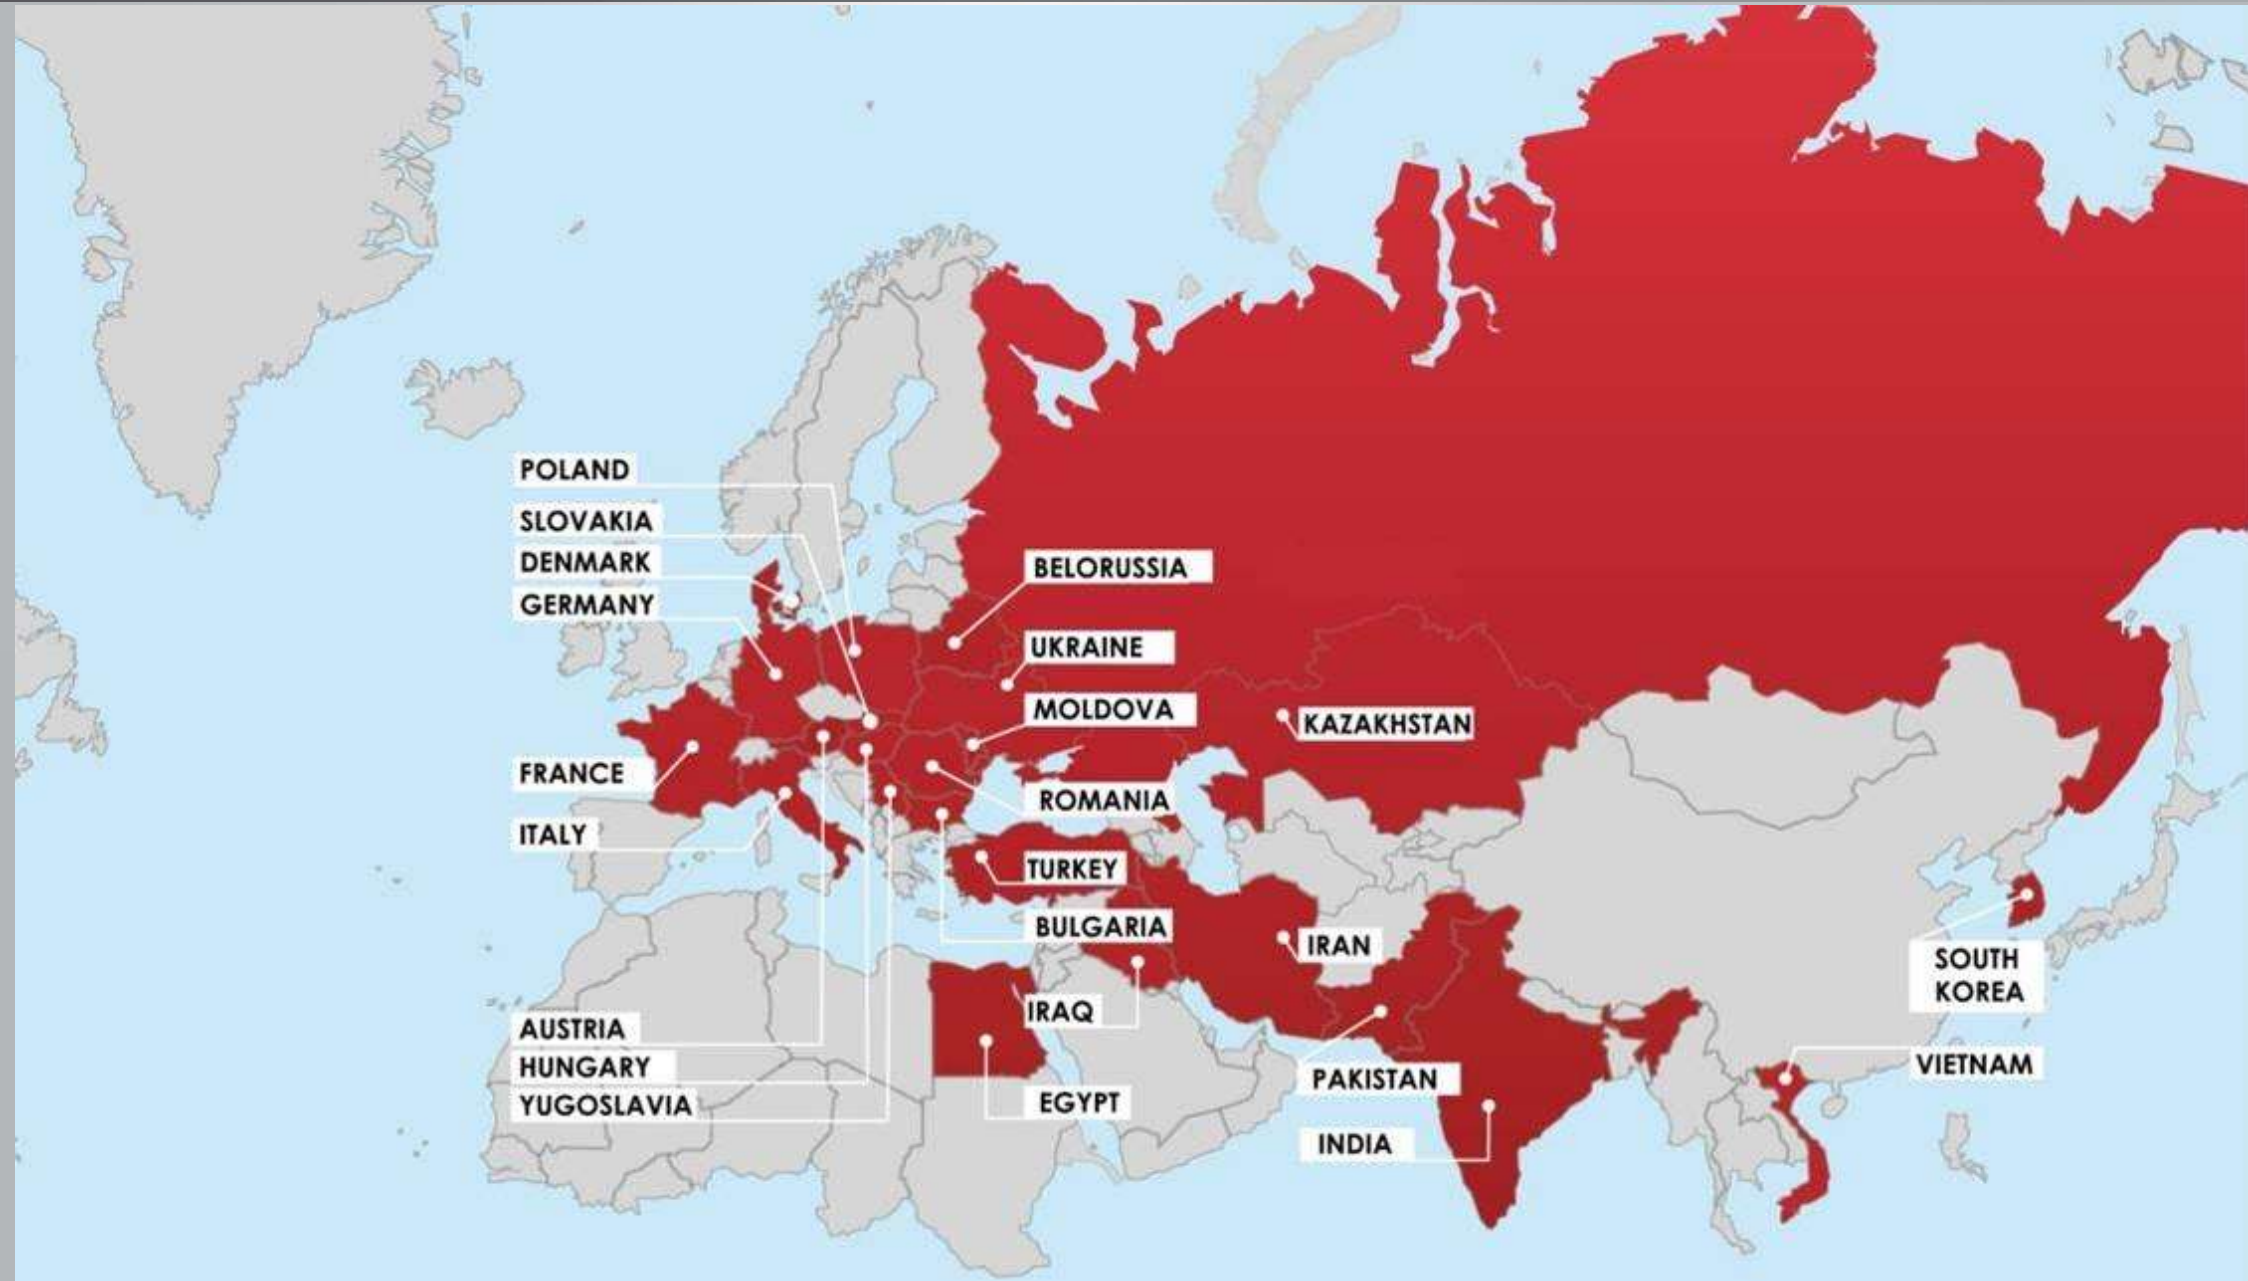 POLAND
SLOVAKIA
DENMARK
GERMANY
BELORUSSIA
UKRAINE
MOLDOVA
KAZAKHSTAN
FRANCE
ITALY
ROMANIA
TURKEY
BULGARIA
IRAN
SOUTH
KOREA
IRAQ
AUSTRIA
HUNGARY
YUGOSLAVIA
EGYPT
PAKISTAN
INDIA
VIETNAM